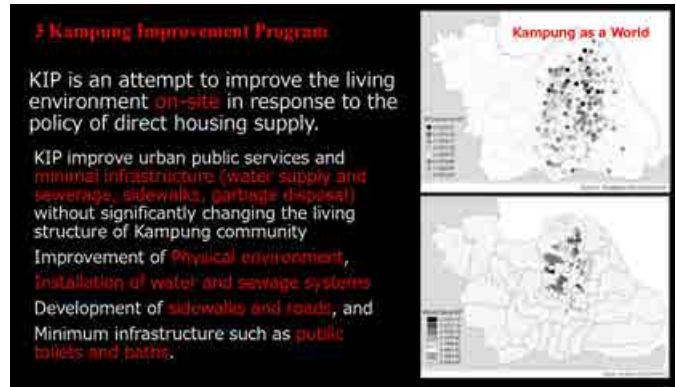 3 Kampung Improvement Program
Kampung as a World
KIP is an attempt to improve the living
environment on-site in response to the
policy of direct housing supply.
KIP improve urban public services and
minimal infrastructure (water supply and
sewerage, sidewalks, garbage disposal)
without significantly changing the living
structure of Kampung community
Improvement of Physical environment,
Installation of water and sewage systems
Development of sidewalks and roads, and
Minimum infrastructure such as public
toilets and baths.